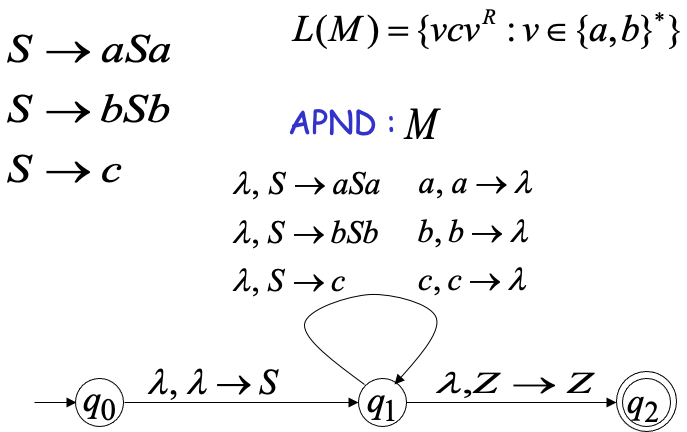 S → aSa
S → bSb
S → c
L(M) = {vcv^R : v ∈ {a,b}^*}
APND : M
λ, S → aSa a, a → λ
λ, S → bSb b, b → λ
λ, S → c c, c → λ
λ, λ → S
λ,Z → Z
q₀
q₁
q₂